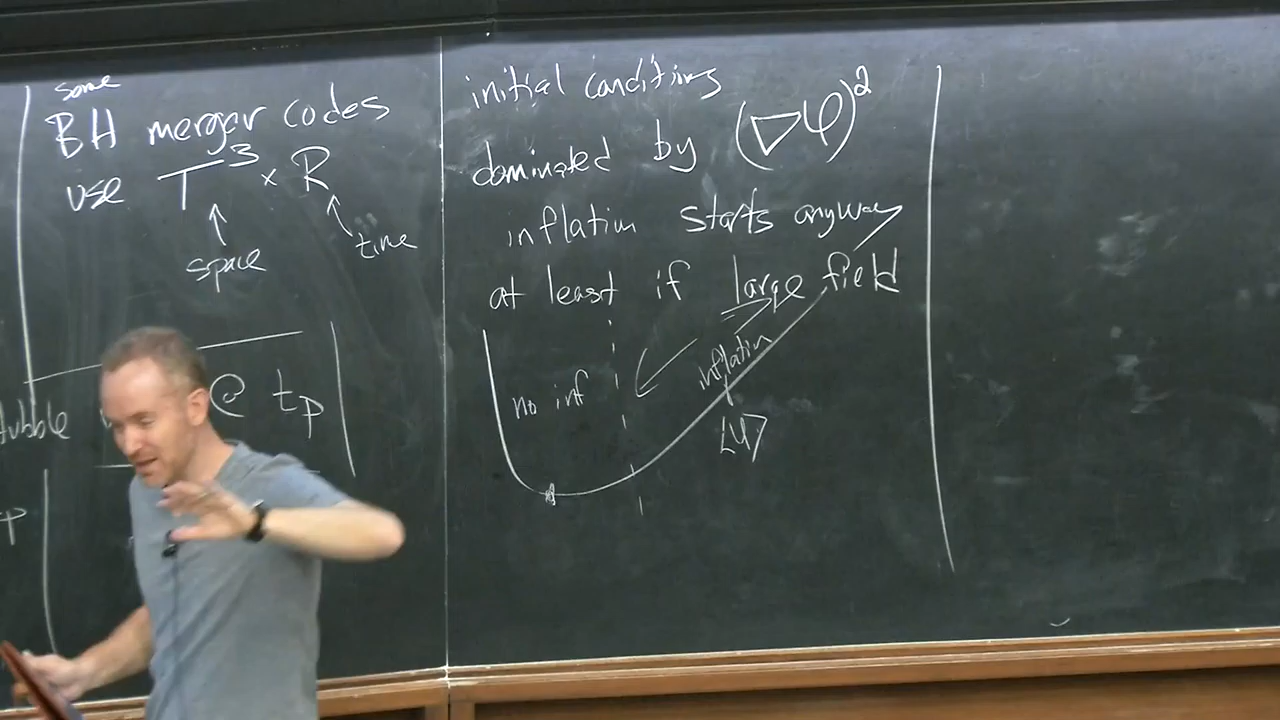 some
BH merger codes
use T³ × R
space
time
Hubble
@ tₚ
P
initial conditions
dominated by (∇φ)²
inflation starts anyway
at least if large field
no inf
inflation